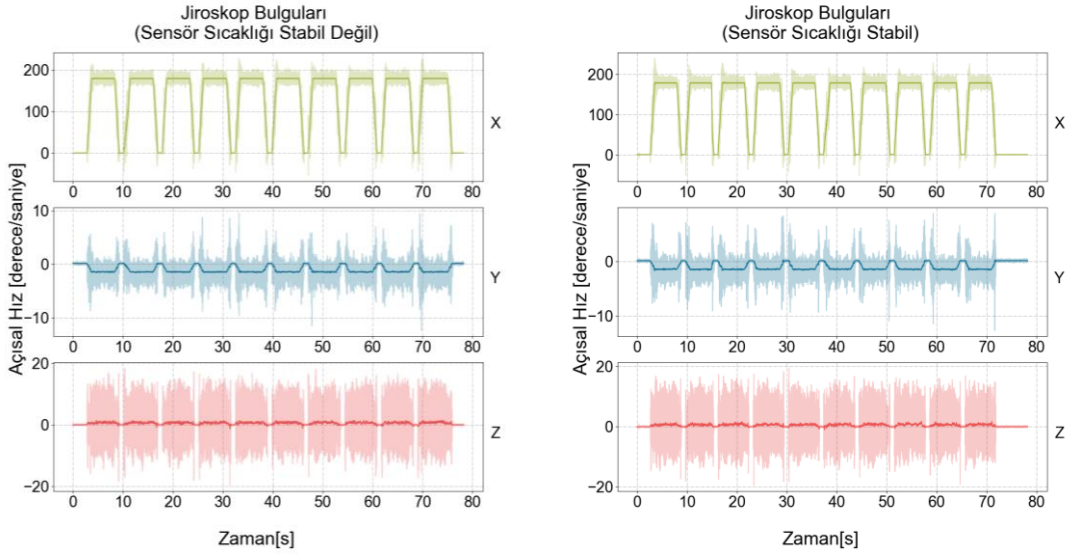 Jiroskop Bulguları
(Sensör Sıcaklığı Stabil Değil)
Açısal Hız [derece/saniye]
200
100
0
X
0 10 20 30 40 50 60 70 80
10
0
−10
Y
0 10 20 30 40 50 60 70 80
20
0
−20
Z
0 10 20 30 40 50 60 70 80
Zaman[s]
Jiroskop Bulguları
(Sensör Sıcaklığı Stabil)
Açısal Hız [derece/saniye]
200
100
0
X
0 10 20 30 40 50 60 70 80
0
−10
Y
0 10 20 30 40 50 60 70 80
20
0
−20
Z
0 10 20 30 40 50 60 70 80
Zaman[s]